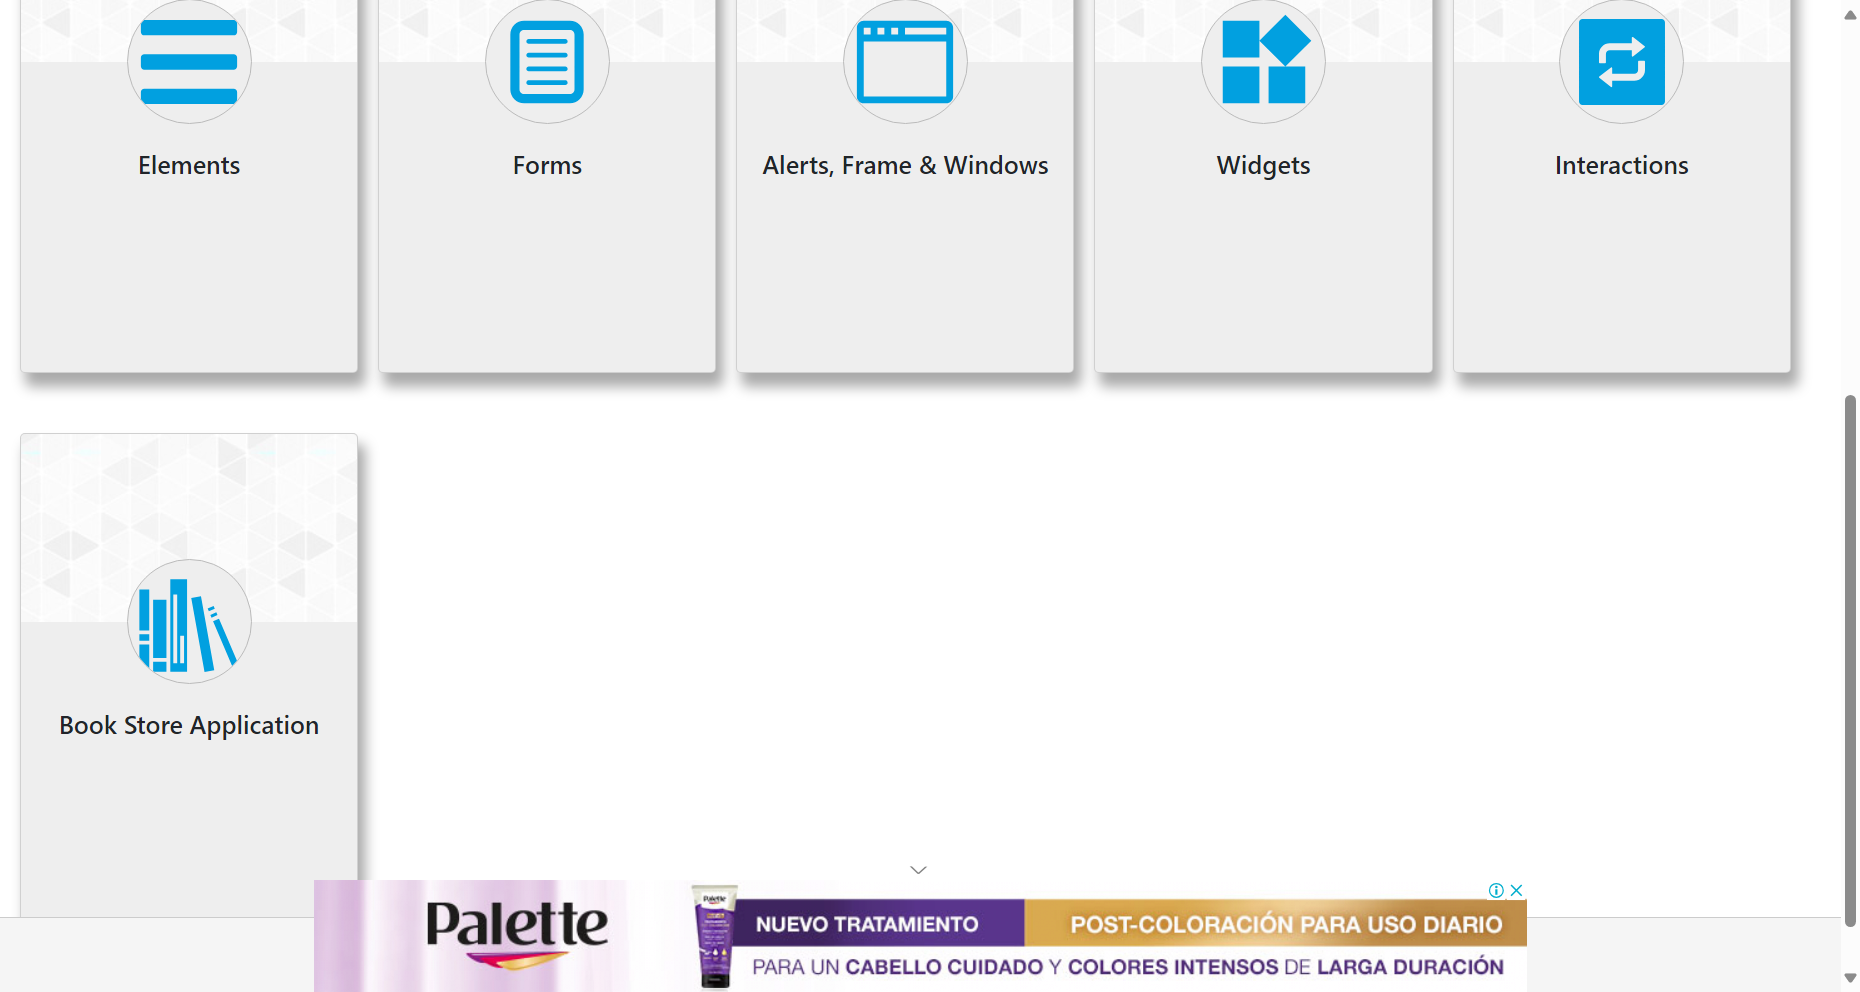 Elements
Forms
Alerts, Frame & Windows
Widgets
Interactions
Book Store Application
Palette
Palette
NUEVO TRATAMIENTO
POST-COLORACIÓN PARA USO DIARIO
PARA UN CABELLO CUIDADO Y COLORES INTENSOS DE LARGA DURACIÓN